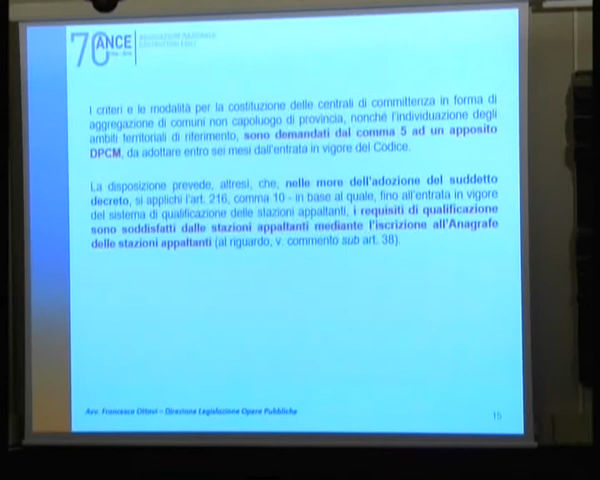 70 ANCE
ASSOCIAZIONE NAZIONALE
COSTRUTTORI EDILI
I criteri e le modalità per la costituzione delle centrali di committenza in forma di
aggregazione di comuni non capoluogo di provincia, nonché l'individuazione degli
ambiti territoriali di riferimento, sono demandati dal comma 5 ad un apposito
DPCM, da adottare entro sei mesi dall'entrata in vigore del Codice.
La disposizione prevede, altresì, che, nelle more dell'adozione del suddetto
decreto, si applichi l'art. 216, comma 10 - in base al quale, fino all'entrata in vigore
del sistema di qualificazione delle stazioni appaltanti, i requisiti di qualificazione
sono soddisfatti dalle stazioni appaltanti mediante l'iscrizione all'Anagrafe
delle stazioni appaltanti (al riguardo, v. commento sub art. 38).
Avv. Francesca Ottavi – Direzione Legislazione Opere Pubbliche
15